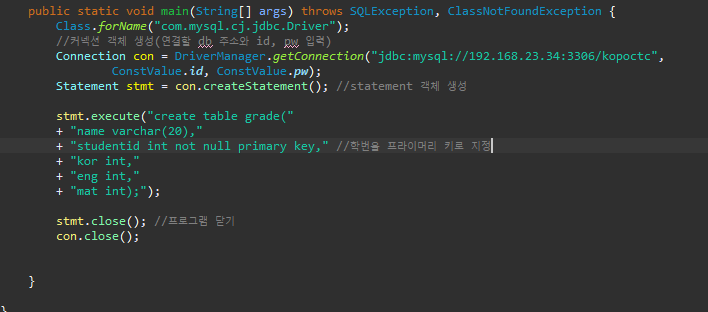 public static void main(String[] args) throws SQLException, ClassNotFoundException {
Class.forName("com.mysql.cj.jdbc.Driver");
//커넥션 객체 생성(연결할 db 주소와 id, pw 입력)
Connection con = DriverManager.getConnection("jdbc:mysql://192.168.23.34:3306/kopoctc",
ConstValue.id, ConstValue.pw);
Statement stmt = con.createStatement(); //statement 객체 생성
stmt.execute("create table grade("
+ "name varchar(20),"
+ "studentid int not null primary key," //학번을 프라이머리 키로 지정
+ "kor int,"
+ "eng int,"
+ "mat int);");
stmt.close(); //프로그램 닫기
con.close();
}
}